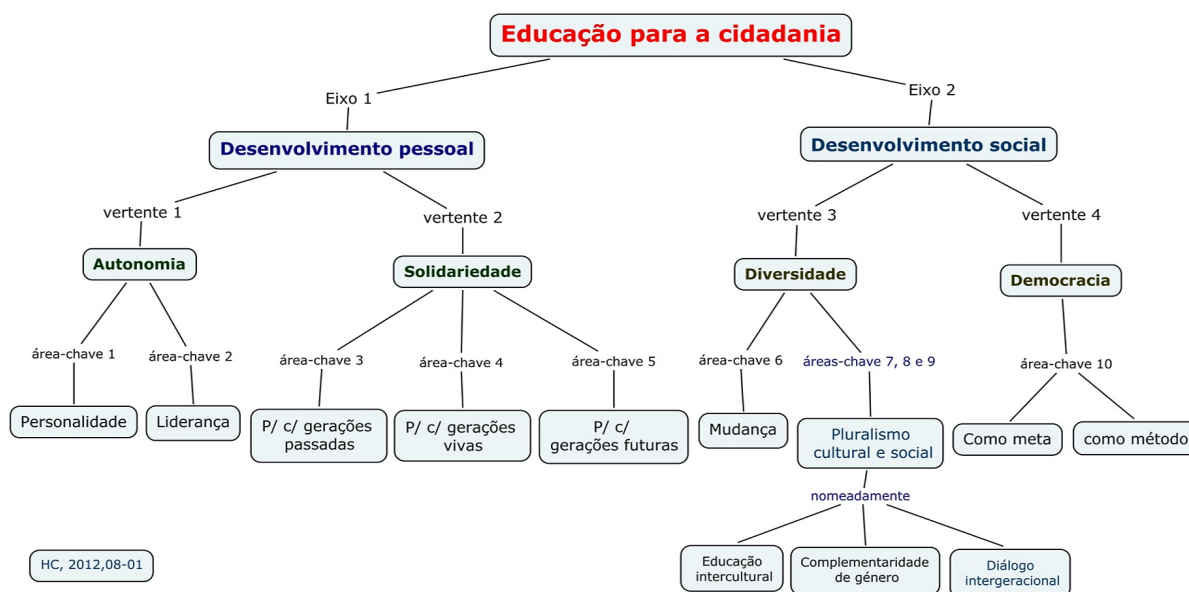 Educação para a cidadania
Eixo 1
Eixo 2
Desenvolvimento pessoal
Desenvolvimento social
vertente 1
vertente 2
vertente 3
vertente 4
Autonomia
Solidariedade
Diversidade
Democracia
área-chave 1
área-chave 2
área-chave 3
área-chave 4
área-chave 5
área-chave 6
áreas-chave 7, 8 e 9
área-chave 10
Personalidade
Liderança
P/ c/ gerações
passadas
P/ c/ gerações
vivas
P/ c/
gerações futuras
Mudança
Pluralismo
cultural e social
Como meta
como método
nomeadamente
Educação
intercultural
Complementaridade
de género
Diálogo
intergeracional
HC, 2012,08-01